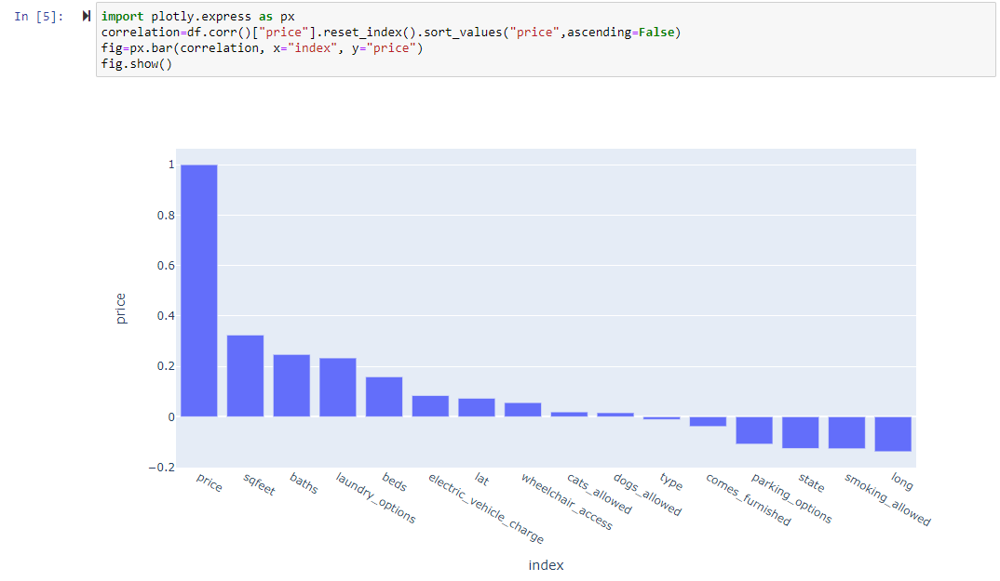 In [5]:
import plotly.express as px
correlation=df.corr()["price"].reset_index().sort_values("price",ascending=False)
fig=px.bar(correlation, x="index", y="price")
fig.show()
1
0.8
0.6
0.4
0.2
0
−0.2
price
price
sqfeet
baths
laundry_options
beds
electric_vehicle_charge
lat
wheelchair_access
cats_allowed
dogs_allowed
type
comes_furnished
parking_options
state
smoking_allowed
long
index